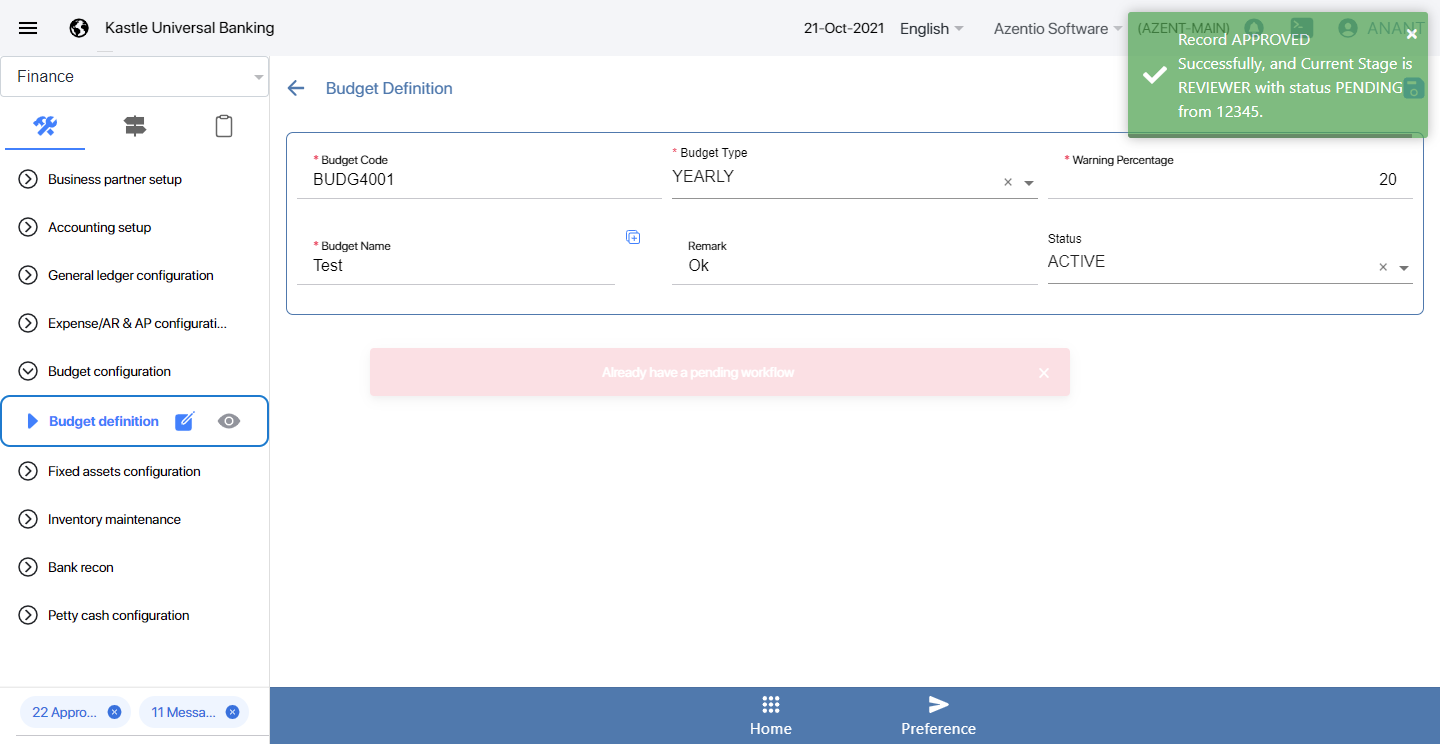 Kastle Universal Banking
21-Oct-2021
English
Azentio Software
(AZENT-MAIN)
ANANT
Record APPROVED
Successfully, and Current Stage is
REVIEWER with status PENDING
from 12345.
Finance
Budget Definition
* Budget Code
BUDG4001
* Budget Type
YEARLY
* Warning Percentage
20
* Budget Name
Test
Remark
Ok
Status
ACTIVE
Already have a pending workflow
Business partner setup
Accounting setup
General ledger configuration
Expense/AR & AP configurati...
Budget configuration
Budget definition
Fixed assets configuration
Inventory maintenance
Bank recon
Petty cash configuration
22 Appro...
11 Messa...
Home
Preference